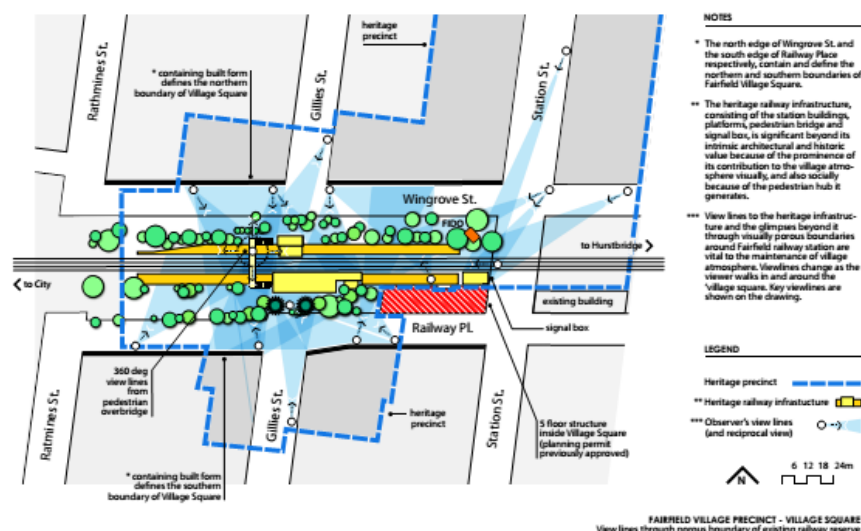 Rathmines St.
* containing built form
defines the northern
boundary of Village Square
Gillies St.
heritage
precinct
Station St.
Wingrove St.
FIDO
to Hurstbridge
to City
existing building
signal box
Railway Pl.
360 deg
view lines
from
pedestrian
overbridge
Ratmines St.
Gillies St.
heritage
precinct
Station St.
5 floor structure
inside Village Square
(planning permit
previously approved)
* containing built form
defines the southern
boundary of Village Square
NOTES
* The north edge of Wingrove St. and
the south edge of Railway Place
respectively, contain and define the
northern and southern boundaries of
Fairfield Village Square.
** The heritage railway infrastructure,
consisting of the station buildings,
platforms, pedestrian bridge and
signal box, is significant beyond its
intrinsic architectural and historic
value because of the prominence of
its contribution to the village atmo-
sphere visually, and also socially
because of the pedestrian hub it
generates.
*** View lines to the heritage infrastruc-
ture and the glimpses beyond it
through visually porous boundaries
around Fairfield railway station are
vital to the maintenance of village
atmosphere. Viewlines change as the
viewer walks in and around the
'village square. Key viewlines are
shown on the drawing.
LEGEND
Heritage precinct
** Heritage railway infrastructure
*** Observer's view lines
(and reciprocal view)
N
6 12 18 24m
FAIRFIELD VILLAGE PRECINCT - VILLAGE SQUARE
View lines through porous boundary of existing railway reserve